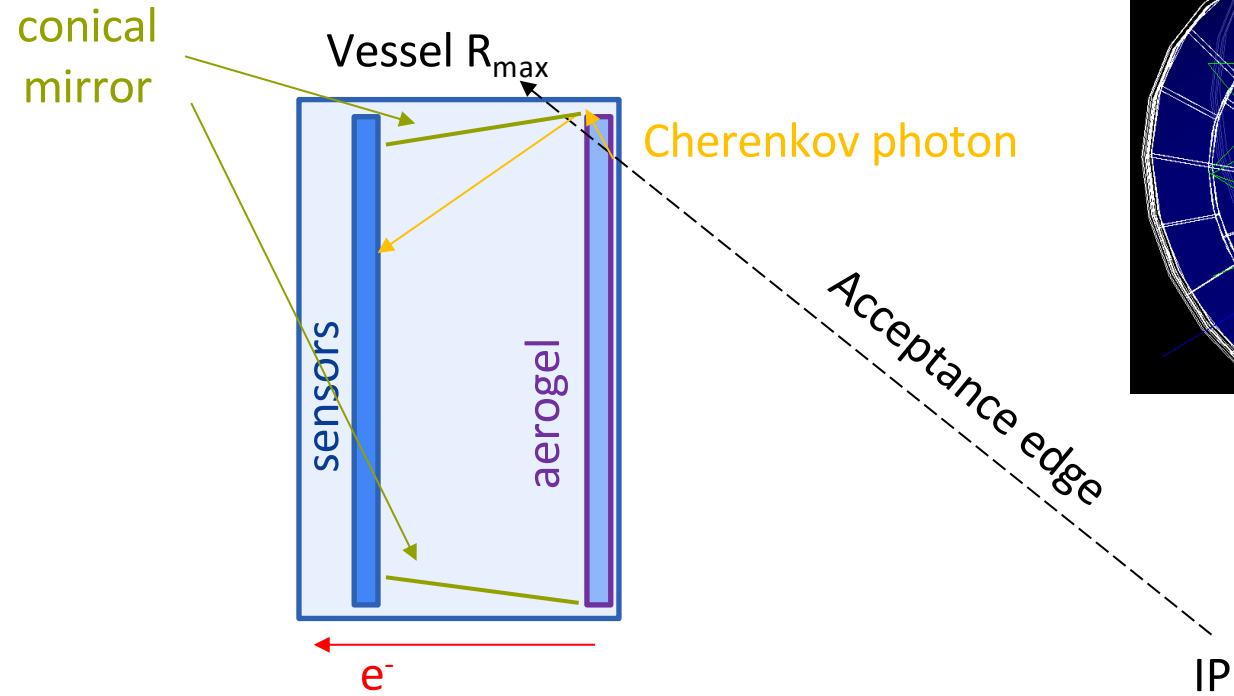 conical
mirror
Vessel Rmax
Cherenkov photon
Acceptance edge
sensors
aerogel
e-
IP